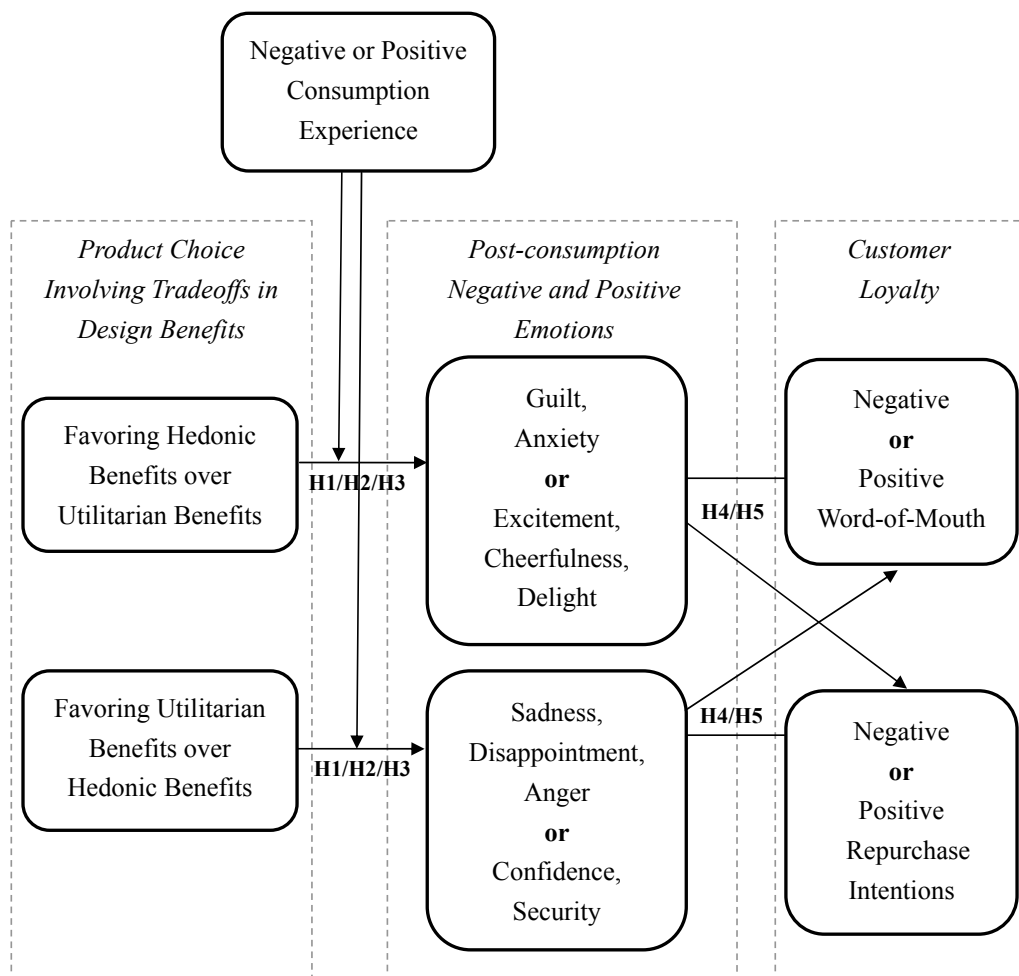 Negative or Positive
Consumption
Experience
Product Choice
Involving Tradeoffs in
Design Benefits
Post-consumption
Negative and Positive
Emotions
Customer
Loyalty
Favoring Hedonic
Benefits over
Utilitarian Benefits
H1/H2/H3
Guilt,
Anxiety
or
Excitement,
Cheerfulness,
Delight
H4/H5
Negative
or
Positive
Word-of-Mouth
Favoring Utilitarian
Benefits over
Hedonic Benefits
H1/H2/H3
Sadness,
Disappointment,
Anger
or
Confidence,
Security
H4/H5
Negative
or
Positive
Repurchase
Intentions